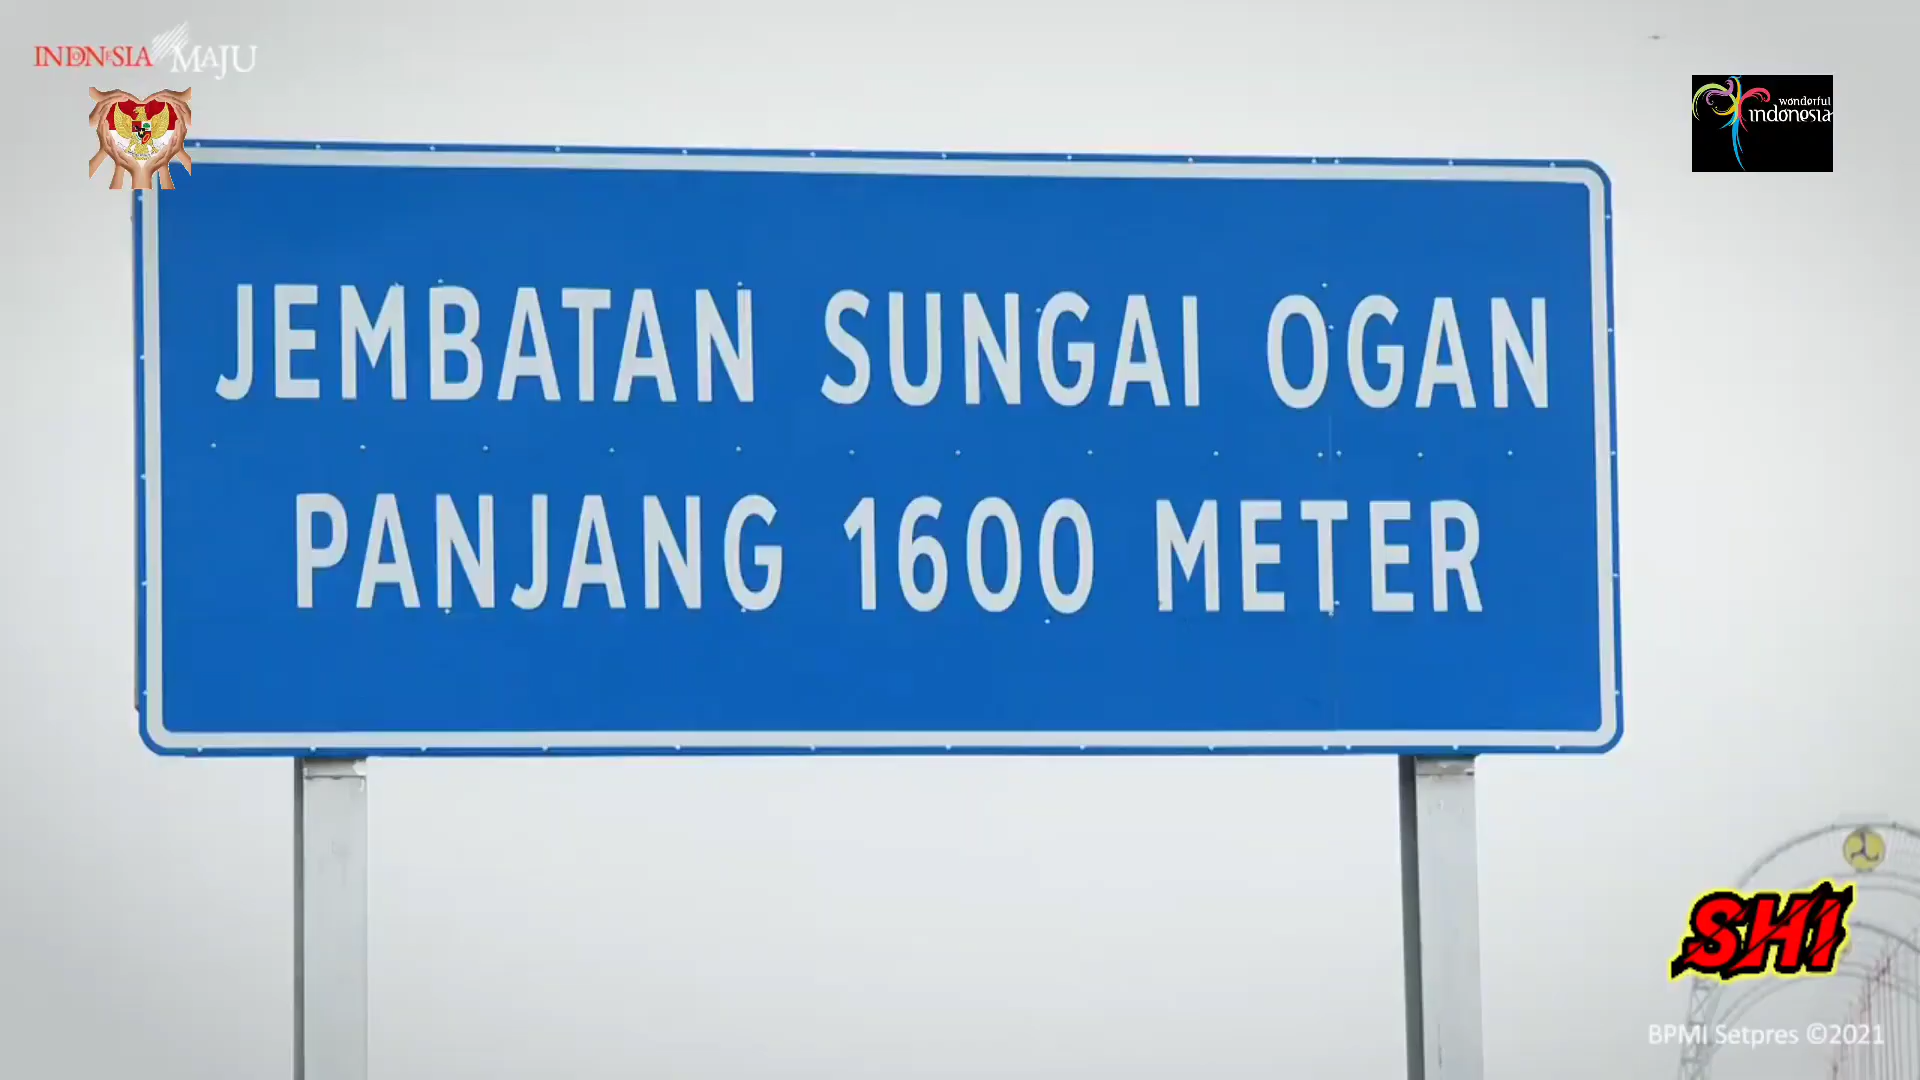 INDONESIA MAJU
wonderful
indonesia
JEMBATAN SUNGAI OGAN
PANJANG 1600 METER
SHI
BPMI Setpres ©2021